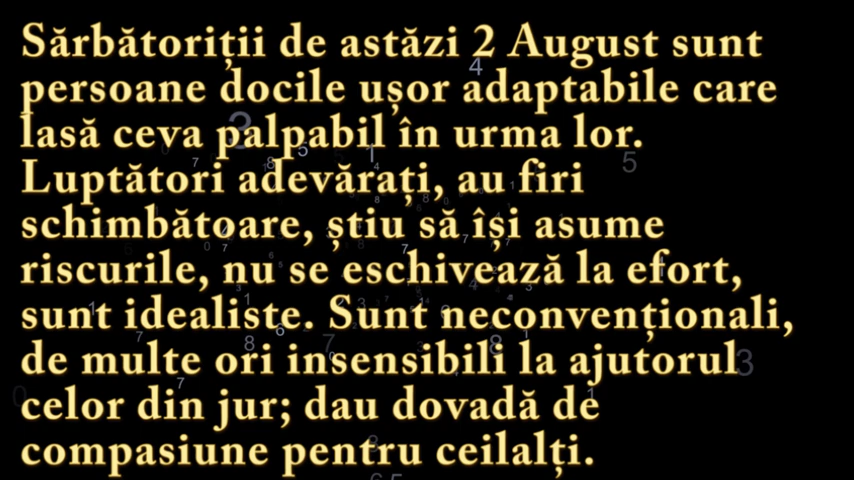 Sărbătoriții de astăzi 2 August sunt
persoane docile ușor adaptabile care
lasă ceva palpabil în urma lor.
Luptători adevărați, au firi
schimbătoare, știu să își asume
riscurile, nu se eschivează la efort,
sunt idealiste. Sunt neconvenționali,
de multe ori insensibili la ajutorul
celor din jur; dau dovadă de
compasiune pentru ceilalți.